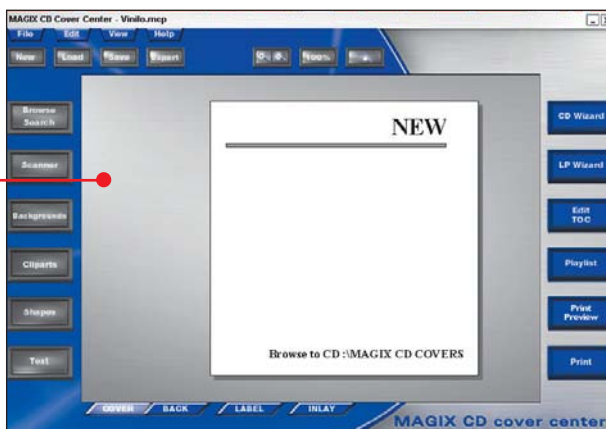 MAGIX CD Cover Center - Vinilo.mcp
File Edit View Help
New Load Save Export 100%
Browse Search
Scanner
Backgrounds
Cliparts
Shapes
Text
NEW
Browse to CD :\MAGIX CD COVERS
CD Wizard
LP Wizard
Edit TOC
Playlist
Print Preview
Print
COVER BACK LABEL INLAY
MAGIX CD cover center